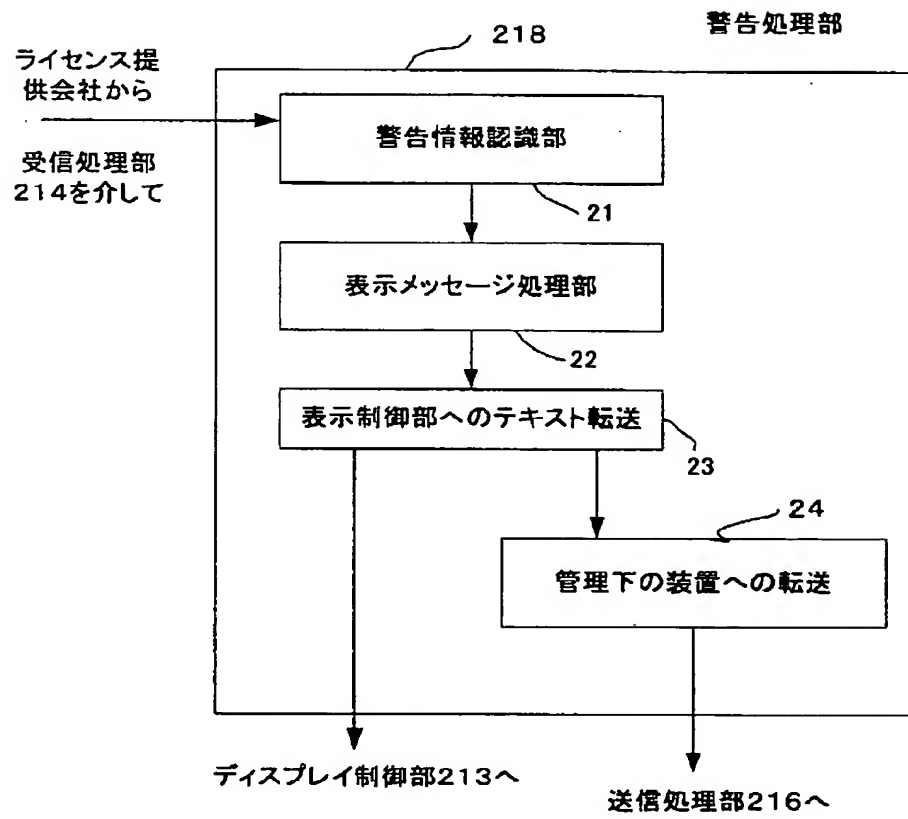 警告処理部
218
ライセンス提
供会社から
受信処理部
214を介して
警告情報認識部
21
表示メッセージ処理部
22
表示制御部へのテキスト転送
23
24
管理下の装置への転送
ディスプレイ制御部213へ
送信処理部216へ